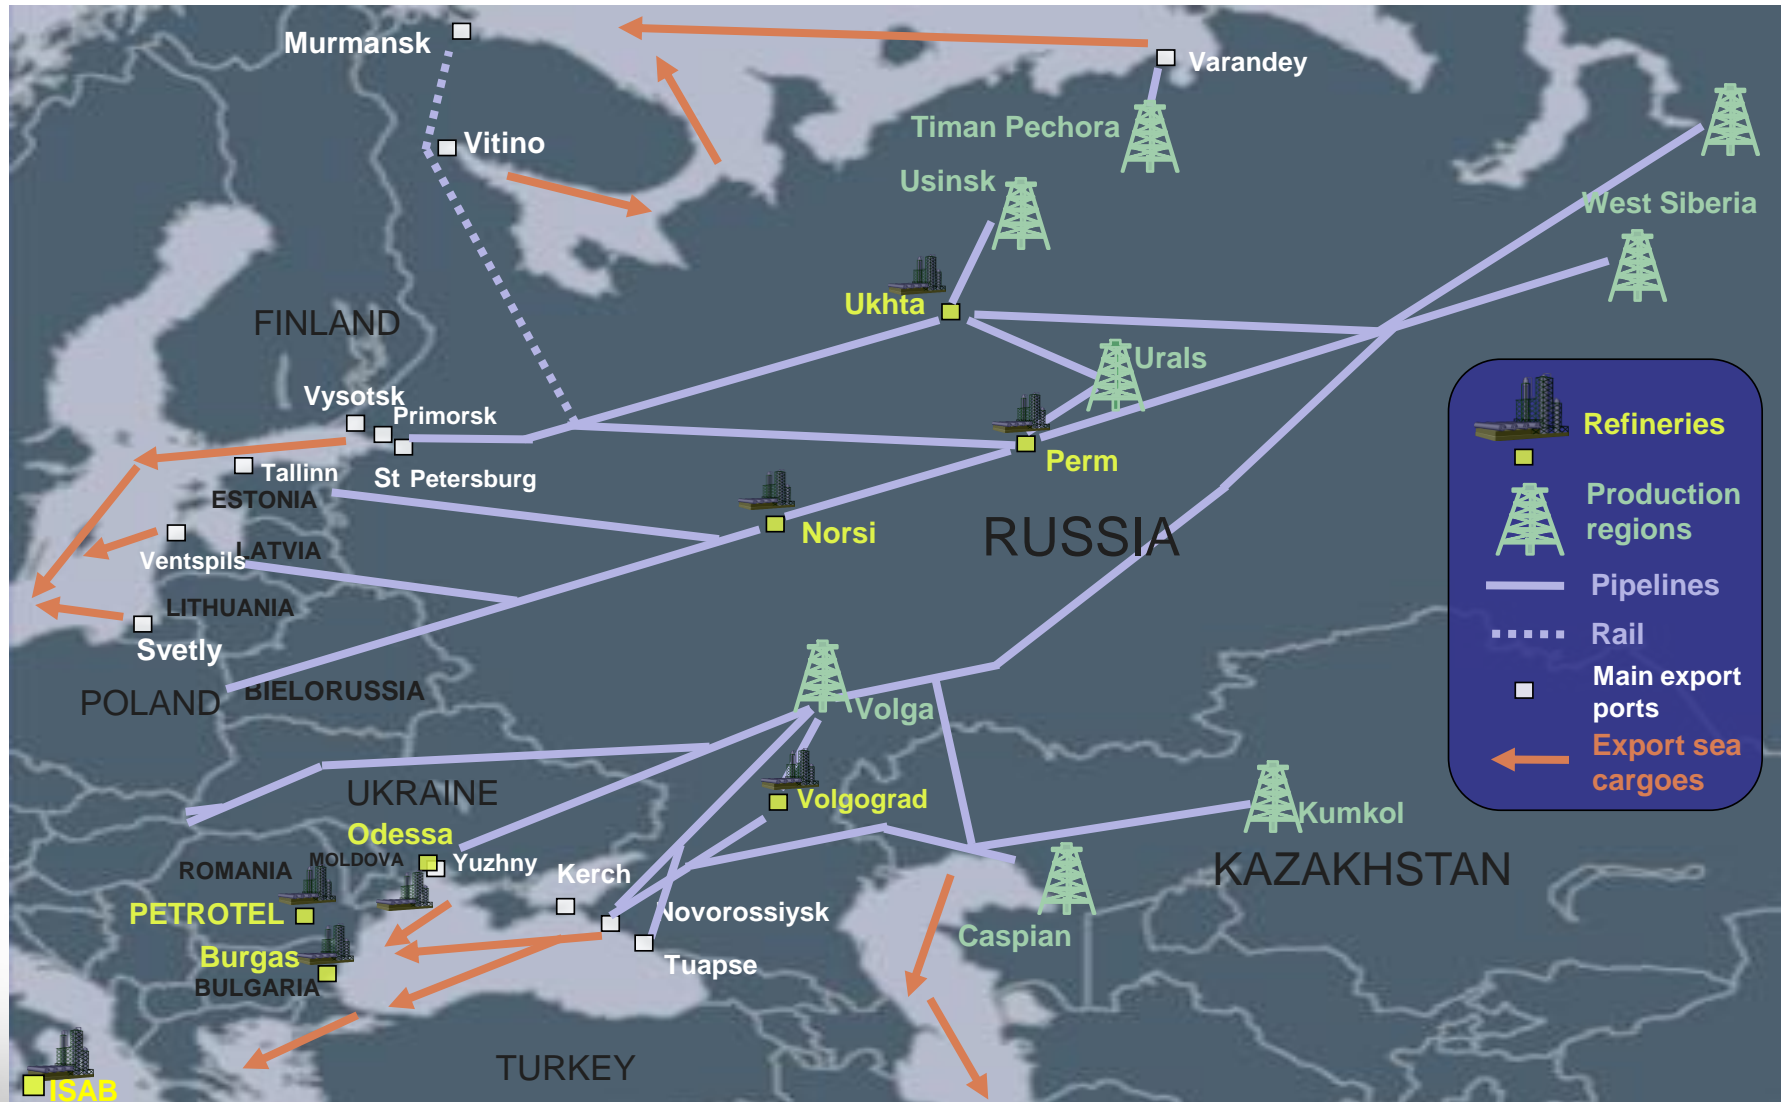 Murmansk
Varandey
Timan Pechora
Vitino
Usinsk
West Siberia
Ukhta
FINLAND
Urals
Vysotsk
Primorsk
Refineries
Tallinn
St Petersburg
Perm
ESTONIA
Production
regions
Norsi
RUSSIA
LATVIA
Ventspils
Pipelines
LITHUANIA
Rail
Svetly
Main export
ports
BIELORUSSIA
POLAND
Volga
Export sea
cargoes
UKRAINE
Volgograd
Kumkol
Odessa
MOLDOVA
Yuzhny
ROMANIA
Kerch
KAZAKHSTAN
PETROTEL
Novorossiysk
Caspian
Burgas
Tuapse
BULGARIA
TURKEY
ISAB